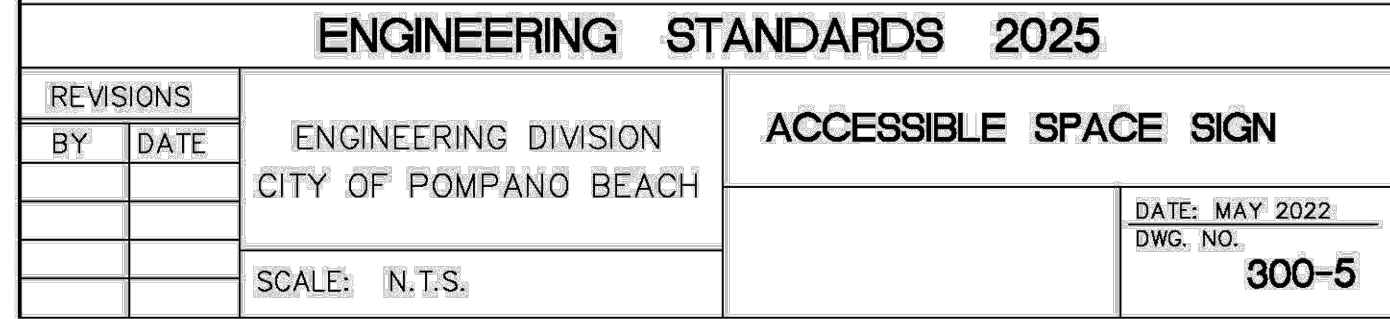 ENGINEERING STANDARDS 2025
REVISIONS
BY DATE
ENGINEERING DIVISION
CITY OF POMPANO BEACH
SCALE: N.T.S.
ACCESSIBLE SPACE SIGN
DATE: MAY 2022
DWG. NO.
300-5